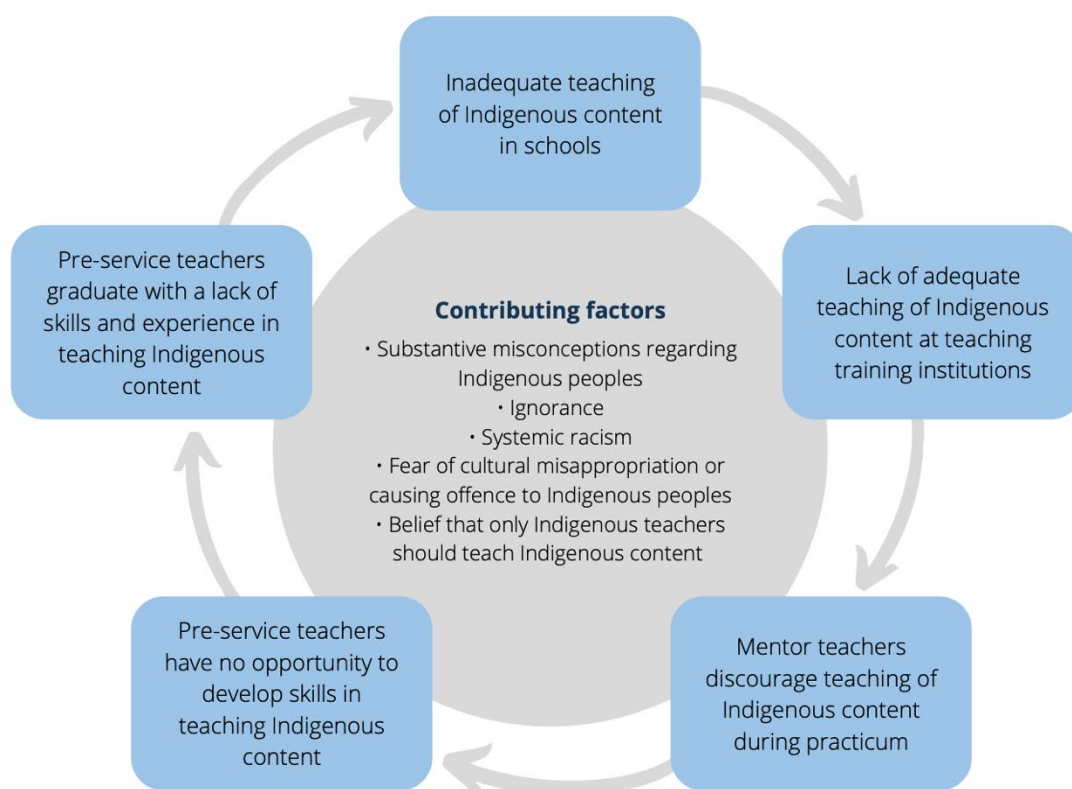 Inadequate teaching
of Indigenous content
in schools
Lack of adequate
teaching of Indigenous
content at teaching
training institutions
Mentor teachers
discourage teaching of
Indigenous content
during practicum
Pre-service teachers
have no opportunity to
develop skills in
teaching Indigenous
content
Pre-service teachers
graduate with a lack of
skills and experience in
teaching Indigenous
content
Contributing factors
• Substantive misconceptions regarding
Indigenous peoples
• Ignorance
• Systemic racism
• Fear of cultural misappropriation or
causing offence to Indigenous peoples
• Belief that only Indigenous teachers
should teach Indigenous content